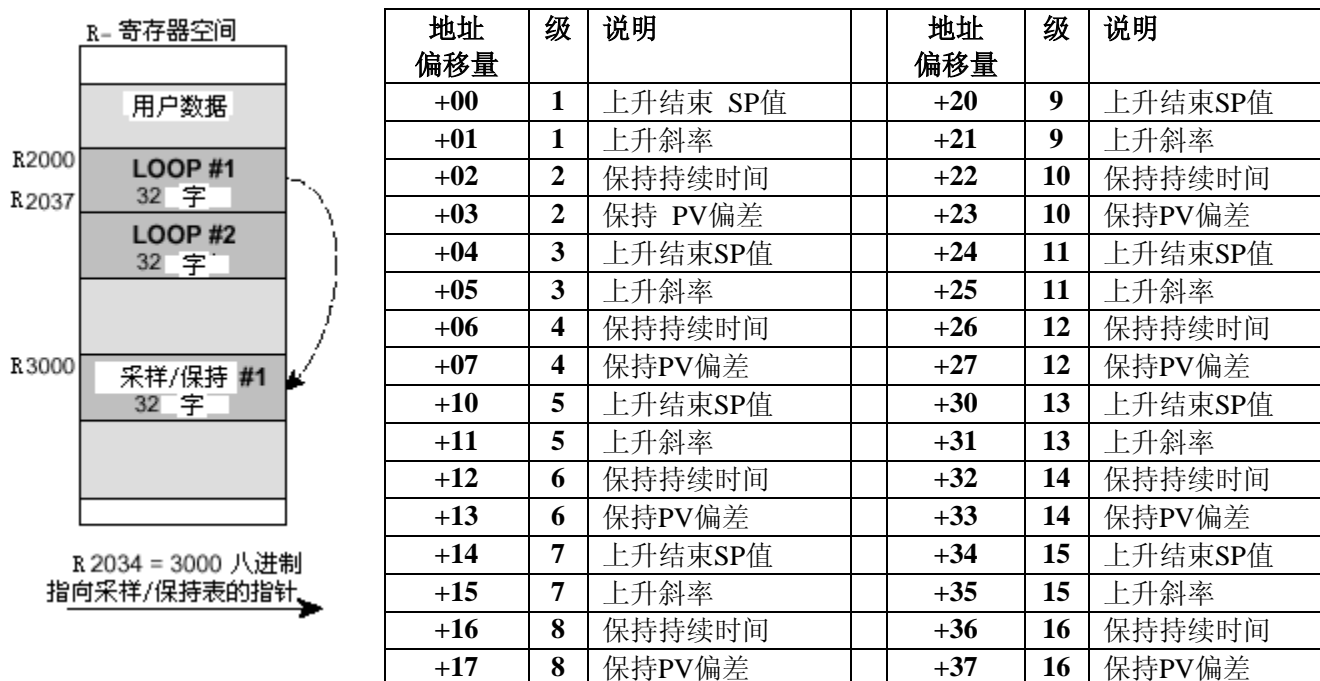 R- 寄存器空间
用户数据
R2000
LOOP #1
32 字
R2037
LOOP #2
32 字
R3000
采样/保持 #1
32 字
R 2034 = 3000 八进制
指向采样/保持表的指针
地址偏移量 级 说明 地址偏移量 级 说明
+00 1 上升结束 SP值 +20 9 上升结束SP值
+01 1 上升斜率 +21 9 上升斜率
+02 2 保持持续时间 +22 10 保持持续时间
+03 2 保持 PV偏差 +23 10 保持PV偏差
+04 3 上升结束SP值 +24 11 上升结束SP值
+05 3 上升斜率 +25 11 上升斜率
+06 4 保持持续时间 +26 12 保持持续时间
+07 4 保持PV偏差 +27 12 保持PV偏差
+10 5 上升结束SP值 +30 13 上升结束SP值
+11 5 上升斜率 +31 13 上升斜率
+12 6 保持持续时间 +32 14 保持持续时间
+13 6 保持PV偏差 +33 14 保持PV偏差
+14 7 上升结束SP值 +34 15 上升结束SP值
+15 7 上升斜率 +35 15 上升斜率
+16 8 保持持续时间 +36 16 保持持续时间
+17 8 保持PV偏差 +37 16 保持PV偏差